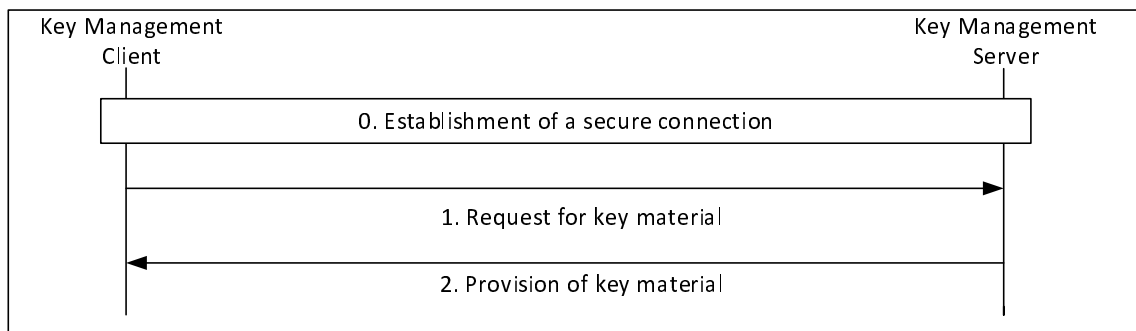 Key Management
Client
Key Management
Server
0. Establishment of a secure connection
1. Request for key material
2. Provision of key material